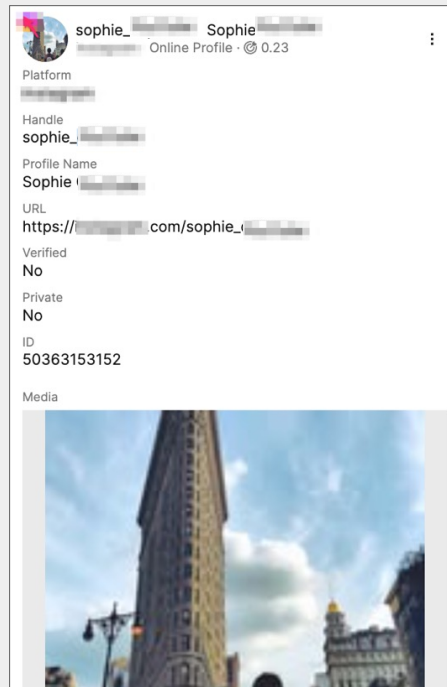 sophie_ Sophie
Online Profile · 0.23
Platform
Handle
sophie_
Profile Name
Sophie
URL
https:// .com/sophie_
Verified
No
Private
No
ID
50363153152
Media